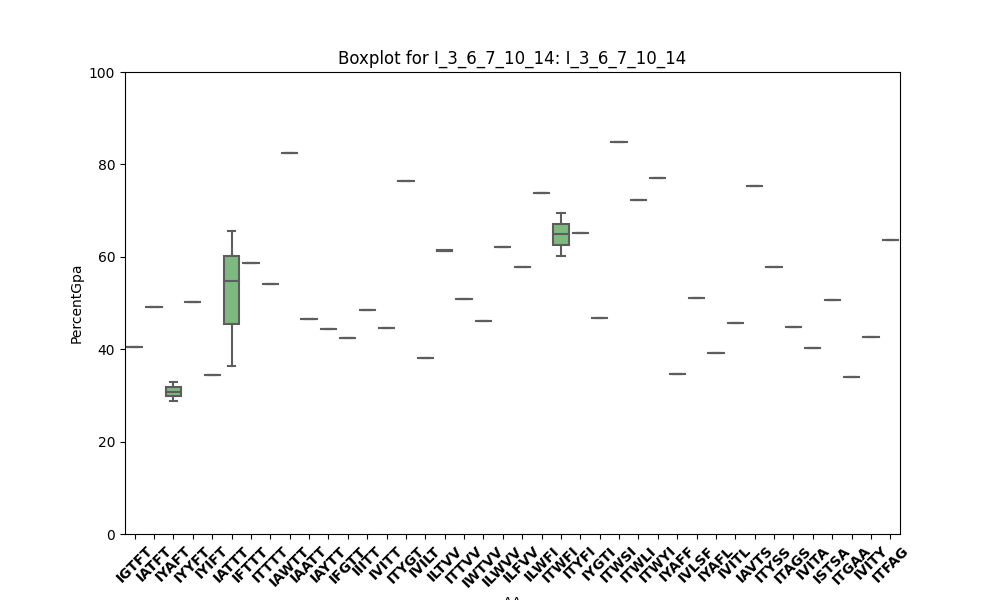 Boxplot for I_3_6_7_10_14: I_3_6_7_10_14
PercentGpa
100
80
60
40
20
0
IGTFT
IATFT
IYAFT
IYYFT
IYIFT
IATTT
IFTTT
ITTTT
IAWTT
IAATT
IAYTT
IFGTT
IIITT
IVITT
ITYGT
IVILT
ILTVV
ITTVV
IWTVV
ILWVV
ILFVV
ILWFI
ITWFI
ITYFI
IYGTI
ITWSI
ITWLI
ITWYI
IYAFF
IVLSF
IYAFL
IVITL
IAVTS
ITYSS
ITAGS
IVITA
ISTSA
ITGAA
IVITY
ITFAG